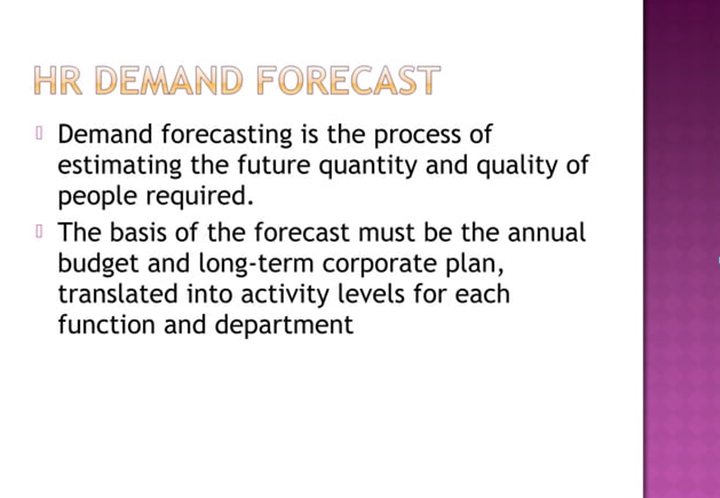 HR DEMAND FORECAST
Demand forecasting is the process of
estimating the future quantity and quality of
people required.
The basis of the forecast must be the annual
budget and long-term corporate plan,
translated into activity levels for each
function and department